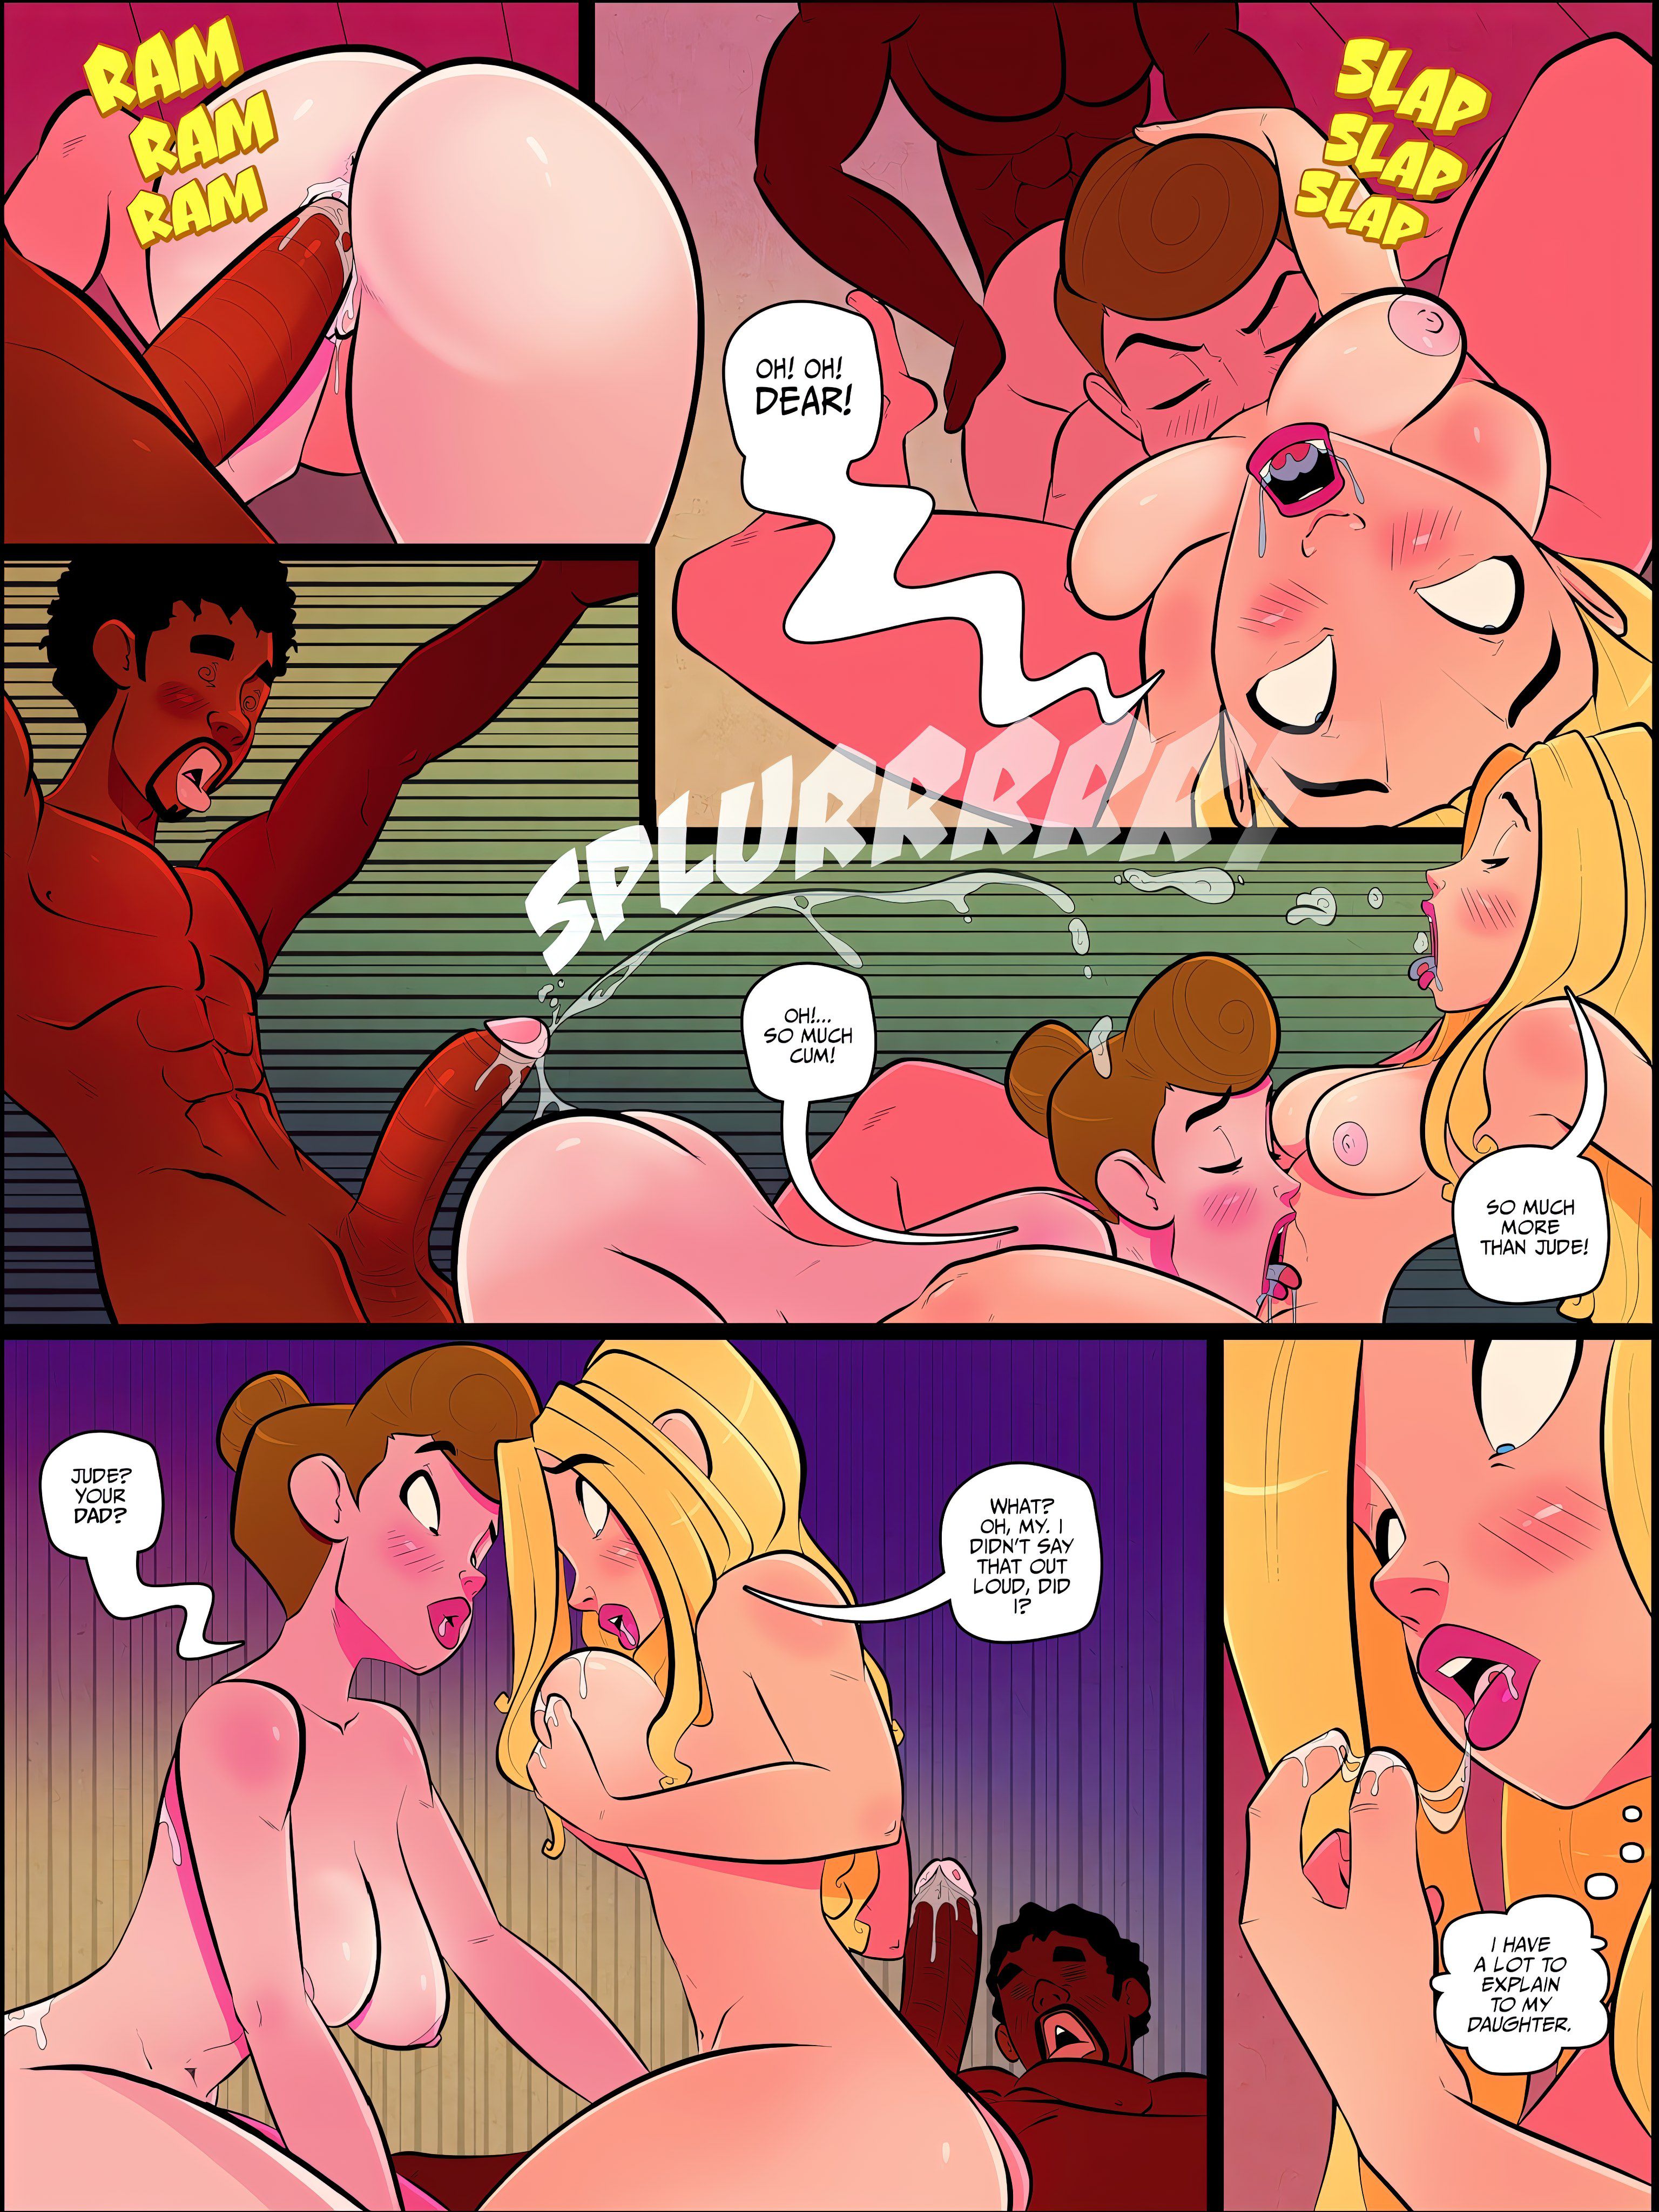 RAM
RAM
RAM
SLAP
SLAP
SLAP
OH! OH!
DEAR!
SPLURRRRRT
OH!...
SO MUCH
CUM!
SO MUCH
MORE
THAN JUDE!
JUDE?
YOUR
DAD?
WHAT?
OH, MY. I
DIDN'T SAY
THAT OUT
LOUD, DID
I?
I HAVE
A LOT TO
EXPLAIN
TO MY
DAUGHTER.